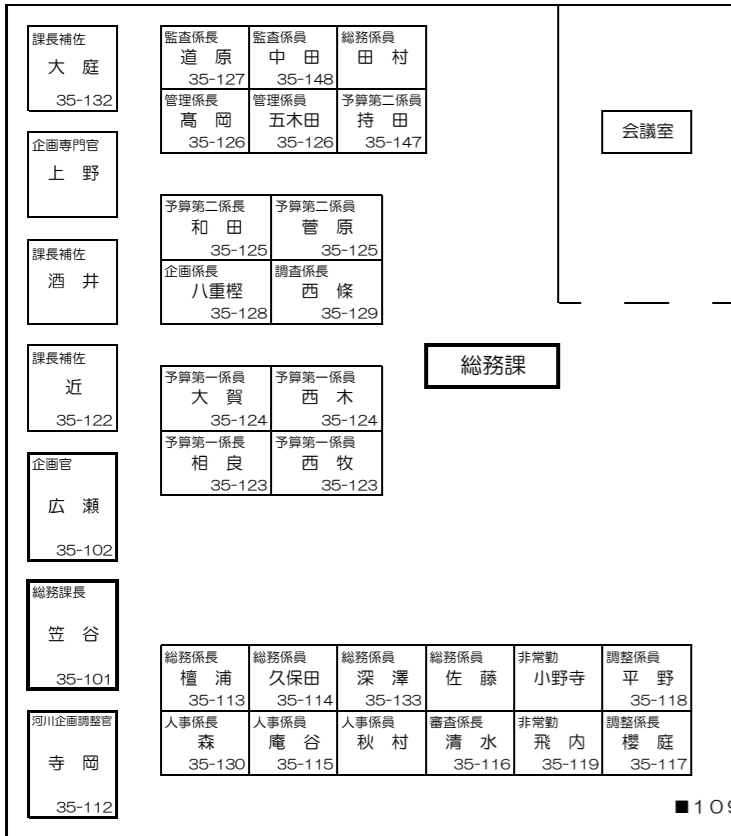 課長補佐
大　庭
35-132
企画専門官
上　野
課長補佐
酒　井
課長補佐
近
35-122
企画官
広　瀬
35-102
総務課長
笠　谷
35-101
河川企画調整官
寺　岡
35-112
監査係長　監査係員　総務係員
道　原　中　田　田　村
35-127　35-148
管理係長　管理係員　予算第二係員
髙　岡　五木田　持　田
35-126　35-126　35-147
会議室
予算第二係長　予算第二係員
和　田　菅　原
35-125　35-125
企画係長　調査係長
八重樫　西　條
35-128　35-129
総務課
予算第一係員　予算第一係員
大　賀　西　木
35-124　35-124
予算第一係長　予算第一係員
相　良　西　牧
35-123　35-123
総務係長　総務係員　総務係員　総務係員　非常勤　調整係員
檀　浦　久保田　深　澤　佐　藤　小野寺　平　野
35-113　35-114　35-133　35-118
人事係長　人事係員　人事係員　審査係長　非常勤　調整係長
森　庵　谷　秋　村　清　水　飛　内　櫻　庭
35-130　35-115　35-116　35-119　35-117
■109